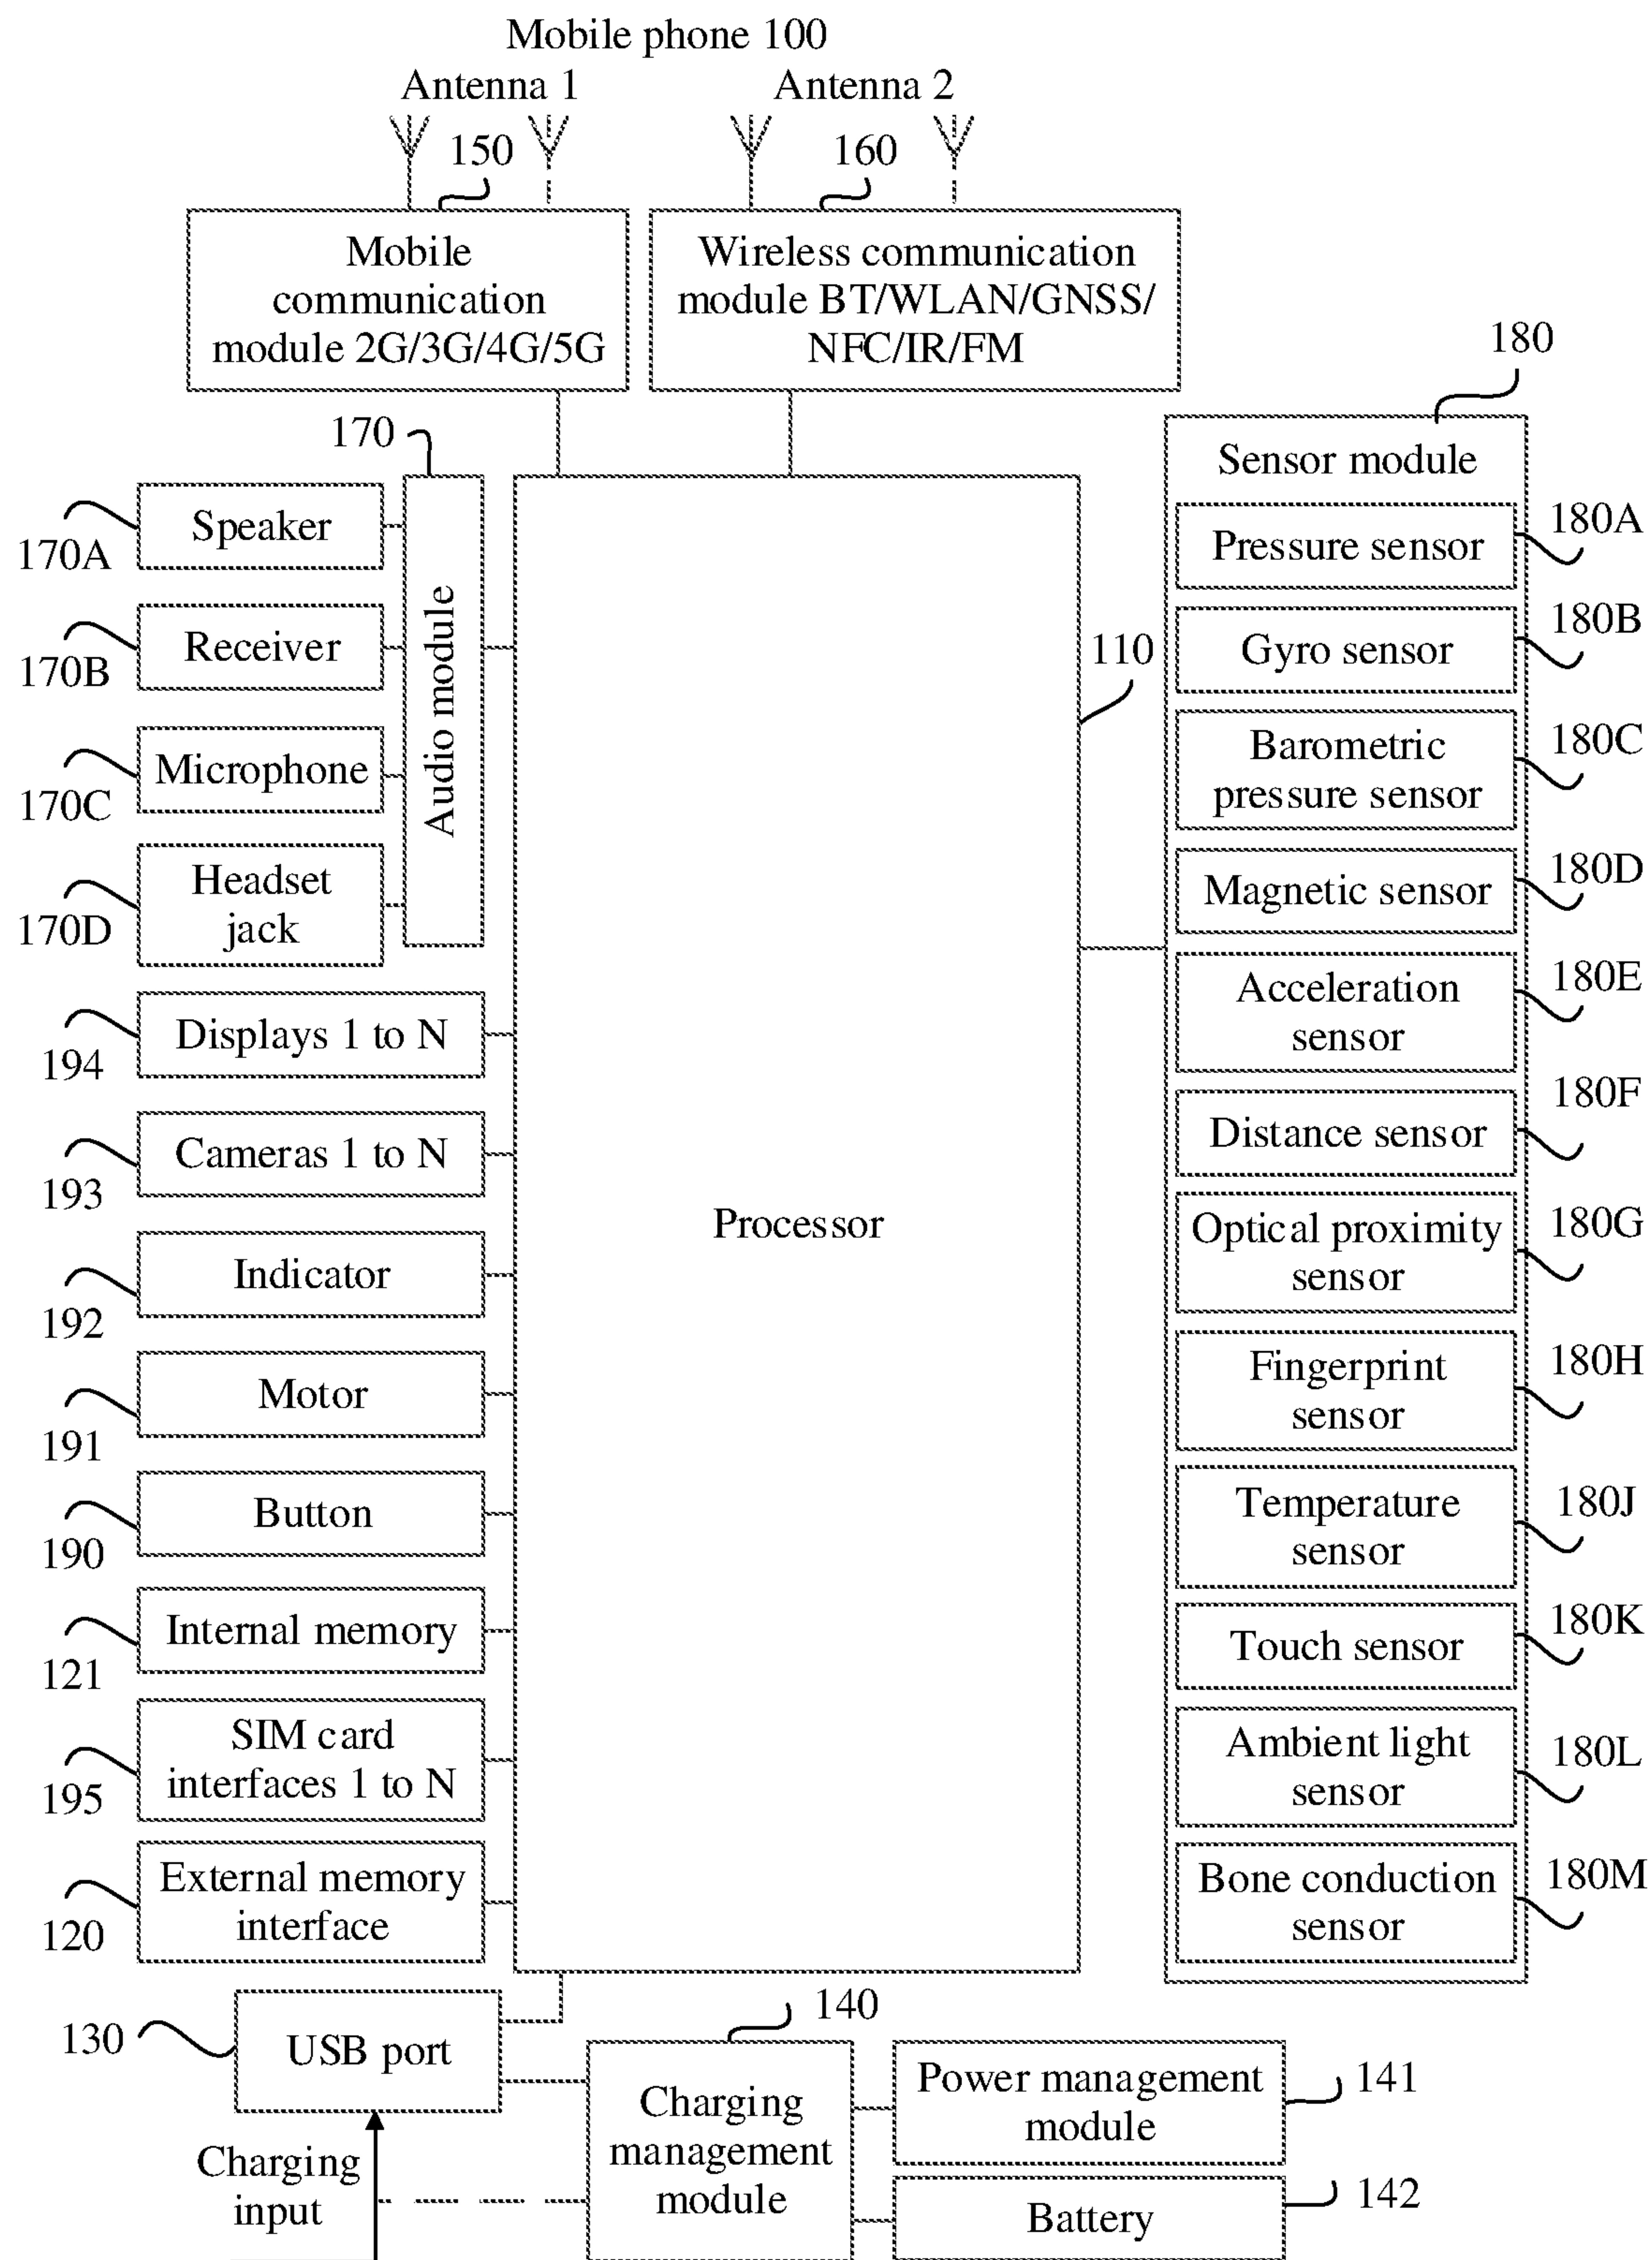 Mobile phone 100
Antenna 1
Antenna 2
150
160
Mobile
communication
module 2G/3G/4G/5G
Wireless communication
module BT/WLAN/GNSS/
NFC/IR/FM
170
Speaker
170A
Receiver
170B
Microphone
170C
Headset
jack
170D
Audio module
Displays 1 to N
194
Cameras 1 to N
193
Indicator
192
Motor
191
Button
190
Internal memory
121
SIM card
interfaces 1 to N
195
External memory
interface
120
Processor
110
180
Sensor module
Pressure sensor
180A
Gyro sensor
180B
Barometric
pressure sensor
180C
Magnetic sensor
180D
Acceleration
sensor
180E
Distance sensor
180F
Optical proximity
sensor
180G
Fingerprint
sensor
180H
Temperature
sensor
180J
Touch sensor
180K
Ambient light
sensor
180L
Bone conduction
sensor
180M
130
USB port
140
Charging
management
module
Power management
module
141
Battery
142
Charging
input